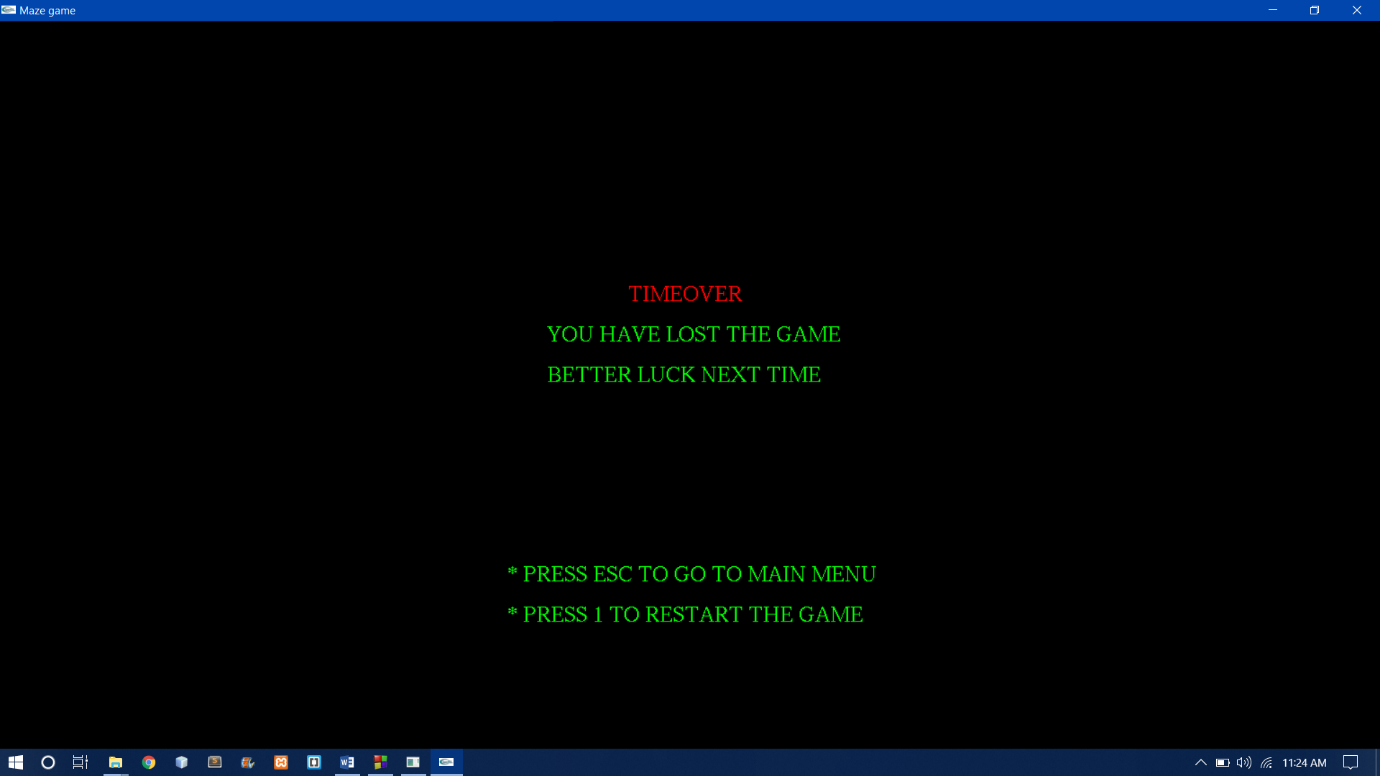 Maze game
TIMEOVER
YOU HAVE LOST THE GAME
BETTER LUCK NEXT TIME
* PRESS ESC TO GO TO MAIN MENU
* PRESS 1 TO RESTART THE GAME
11:24 AM